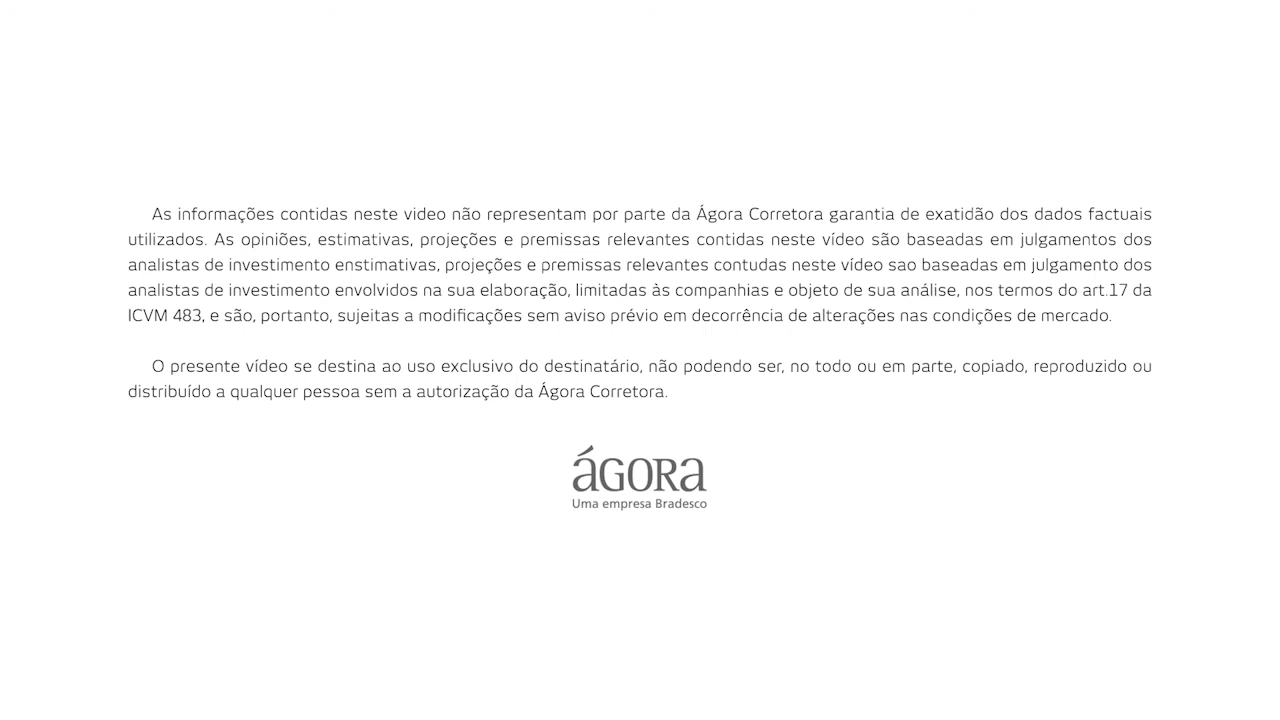 As informações contidas neste video não representam por parte da Ágora Corretora garantia de exatidão dos dados factuais
utilizados. As opiniões, estimativas, projeções e premissas relevantes contidas neste vídeo são baseadas em julgamentos dos
analistas de investimento enstimativas, projeções e premissas relevantes contudas neste vídeo sao baseadas em julgamento dos
analistas de investimento envolvidos na sua elaboração, limitadas às companhias e objeto de sua análise, nos termos do art.17 da
ICVM 483, e são, portanto, sujeitas a modificações sem aviso prévio em decorrência de alterações nas condições de mercado.
O presente vídeo se destina ao uso exclusivo do destinatário, não podendo ser, no todo ou em parte, copiado, reproduzido ou
distribuído a qualquer pessoa sem a autorização da Ágora Corretora.
ÁGORA
Uma empresa Bradesco